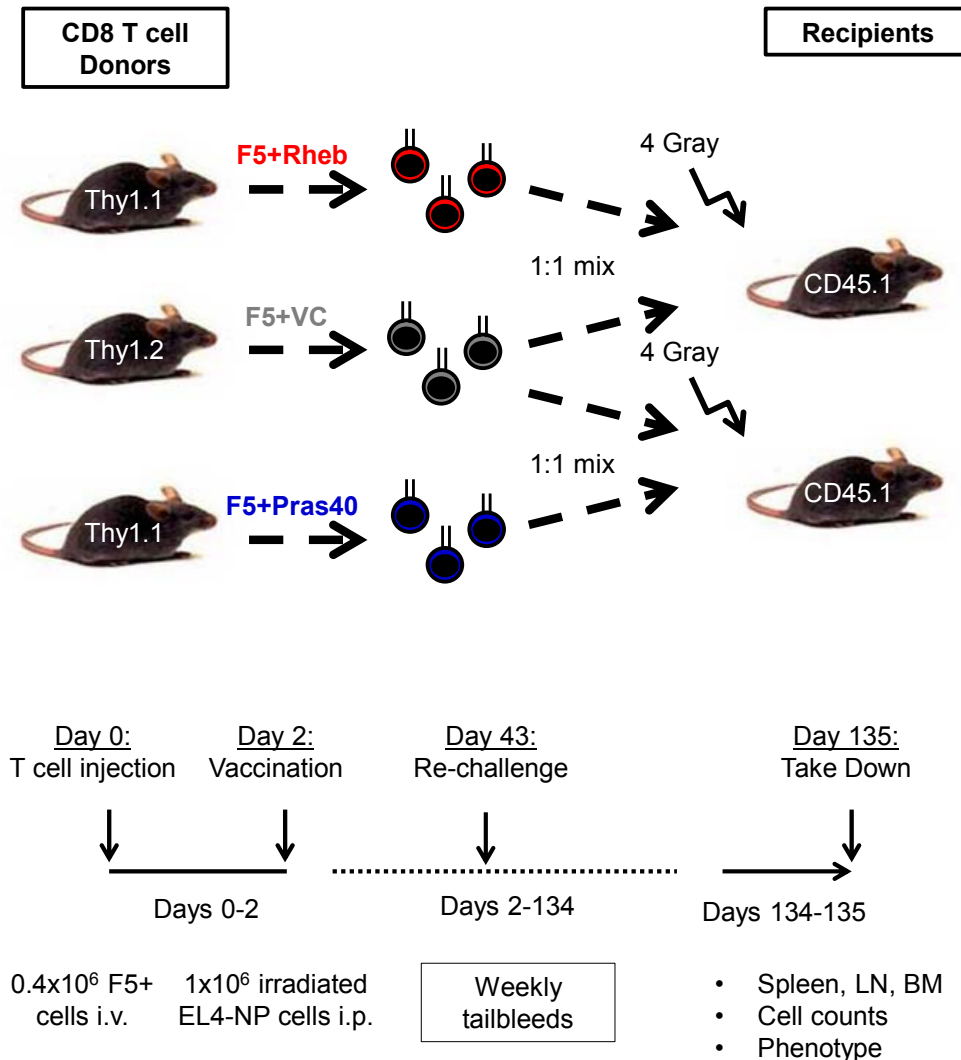 CD8 T cell
Donors
Recipients
F5+Rheb
4 Gray
Thy1.1
1:1 mix
CD45.1
F5+VC
Thy1.2
4 Gray
1:1 mix
CD45.1
F5+Pras40
Thy1.1
Day 0:
T cell injection
Day 2:
Vaccination
Day 43:
Re-challenge
Day 135:
Take Down
Days 0-2
Days 2-134
Days 134-135
0.4x10⁶ F5+
cells i.v.
1x10⁶ irradiated
EL4-NP cells i.p.
Weekly
tailbleeds
• Spleen, LN, BM
• Cell counts
• Phenotype